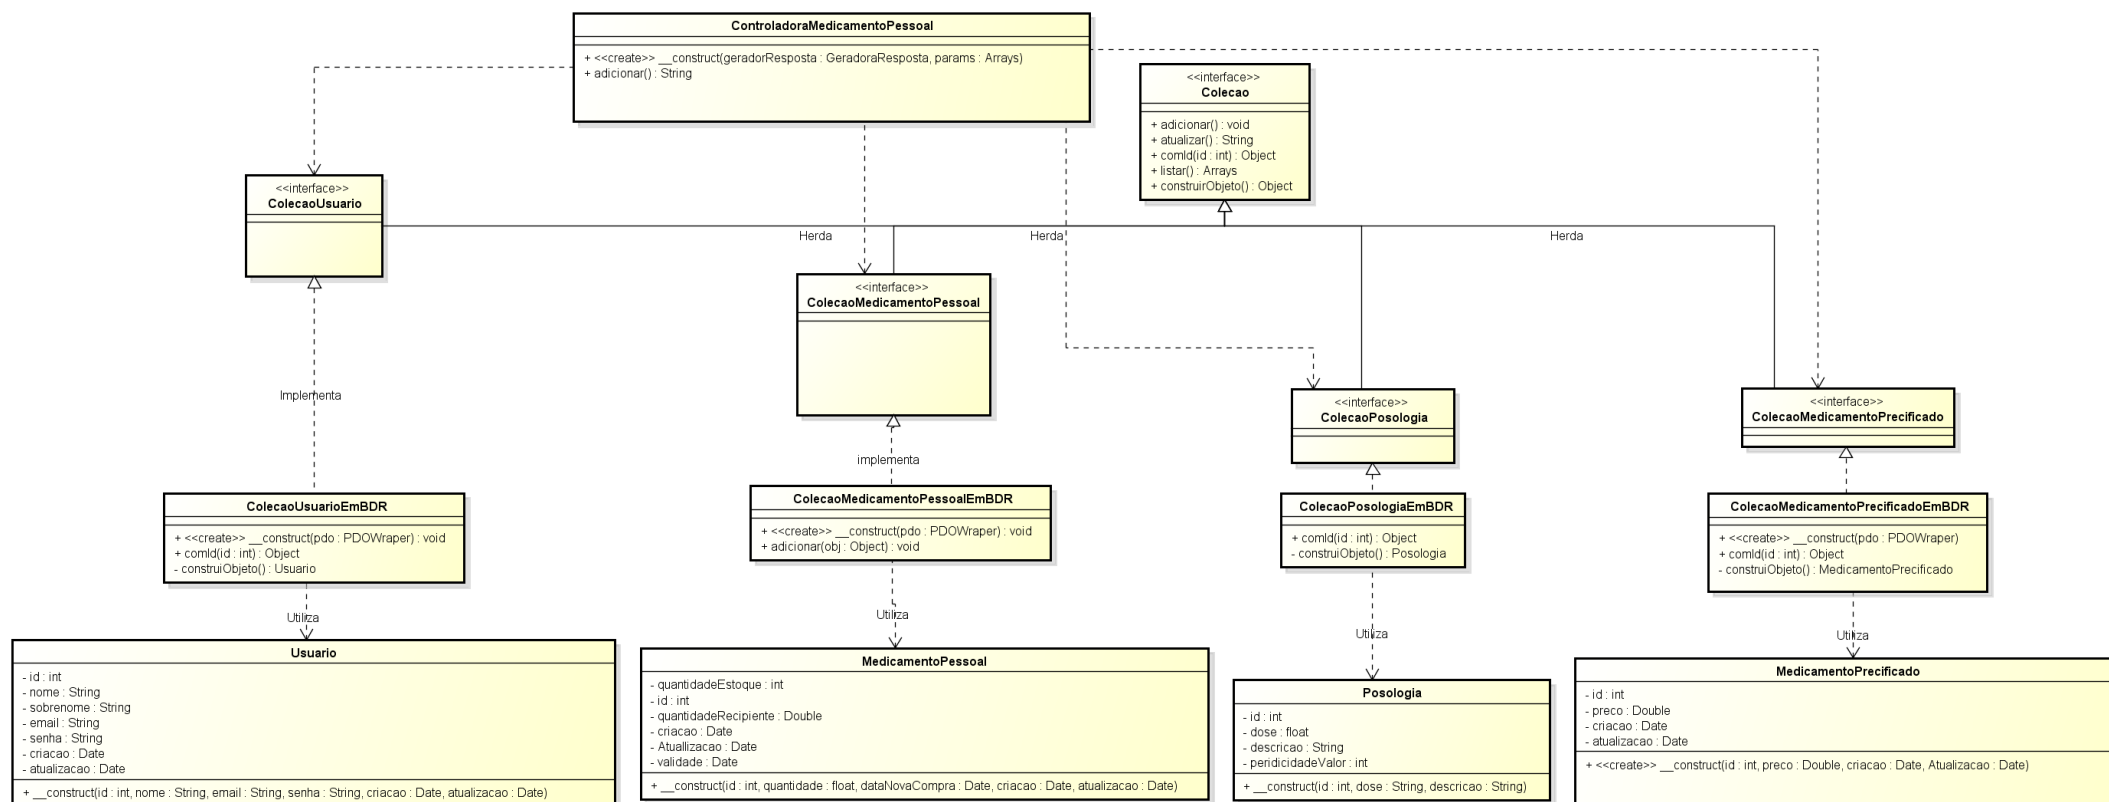 ControladoraMedicamentoPessoal
+ <<create>> __construct(geradorResposta : GeradoraResposta, params : Arrays)
+ adicionar() : String
<<interface>>
Colecao
+ adicionar() : void
+ atualizar() : String
+ comId(id : int) : Object
+ listar() : Arrays
+ construirObjeto() : Object
<<interface>>
ColecaoUsuario
Herda
Herda
Herda
<<interface>>
ColecaoMedicamentoPessoal
<<interface>>
ColecaoPosologia
<<interface>>
ColecaoMedicamentoPrecificado
Implementa
implementa
ColecaoUsuarioEmBDR
+ <<create>> __construct(pdo : PDOWraper) : void
+ comId(id : int) : Object
- construiObjeto() : Usuario
ColecaoMedicamentoPessoalEmBDR
+ <<create>> __construct(pdo : PDOWraper) : void
+ adicionar(obj : Object) : void
ColecaoPosologiaEmBDR
+ comId(id : int) : Object
- construiObjeto() : Posologia
ColecaoMedicamentoPrecificadoEmBDR
+ <<create>> __construct(pdo : PDOWraper)
+ comId(id : int) : Object
- construiObjeto() : MedicamentoPrecificado
Utiliza
Utiliza
Utiliza
Utiliza
Usuario
- id : int
- nome : String
- sobrenome : String
- email : String
- senha : String
- criacao : Date
- atualizacao : Date
+ __construct(id : int, nome : String, email : String, senha : String, criacao : Date, atualizacao : Date)
MedicamentoPessoal
- quantidadeEstoque : int
- id : int
- quantidadeRecipiente : Double
- criacao : Date
- Atuallizacao : Date
- validade : Date
+ __construct(id : int, quantidade : float, dataNovaCompra : Date, criacao : Date, atualizacao : Date)
Posologia
- id : int
- dose : float
- descricao : String
- peridicidadeValor : int
+ __construct(id : int, dose : String, descricao : String)
MedicamentoPrecificado
- id : int
- preco : Double
- criacao : Date
- atualizacao : Date
+ <<create>> __construct(id : int, preco : Double, criacao : Date, Atualizacao : Date)